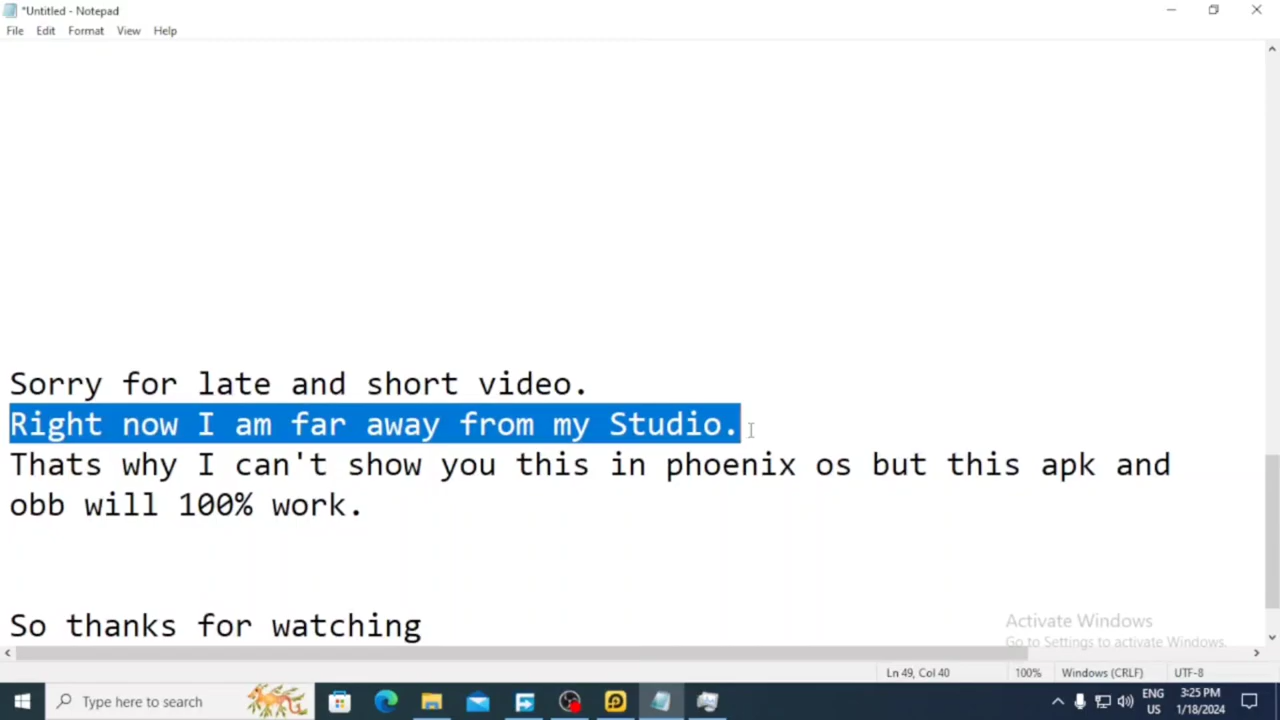 *Untitled - Notepad
File Edit Format View Help
Sorry for late and short video.
Right now I am far away from my Studio.
Thats why I can't show you this in phoenix os but this apk and
obb will 100% work.
So thanks for watching
Activate Windows
Go to Settings to activate Windows.
Ln 49, Col 40 100% Windows (CRLF) UTF-8
Type here to search
ENG
US
3:25 PM
1/18/2024